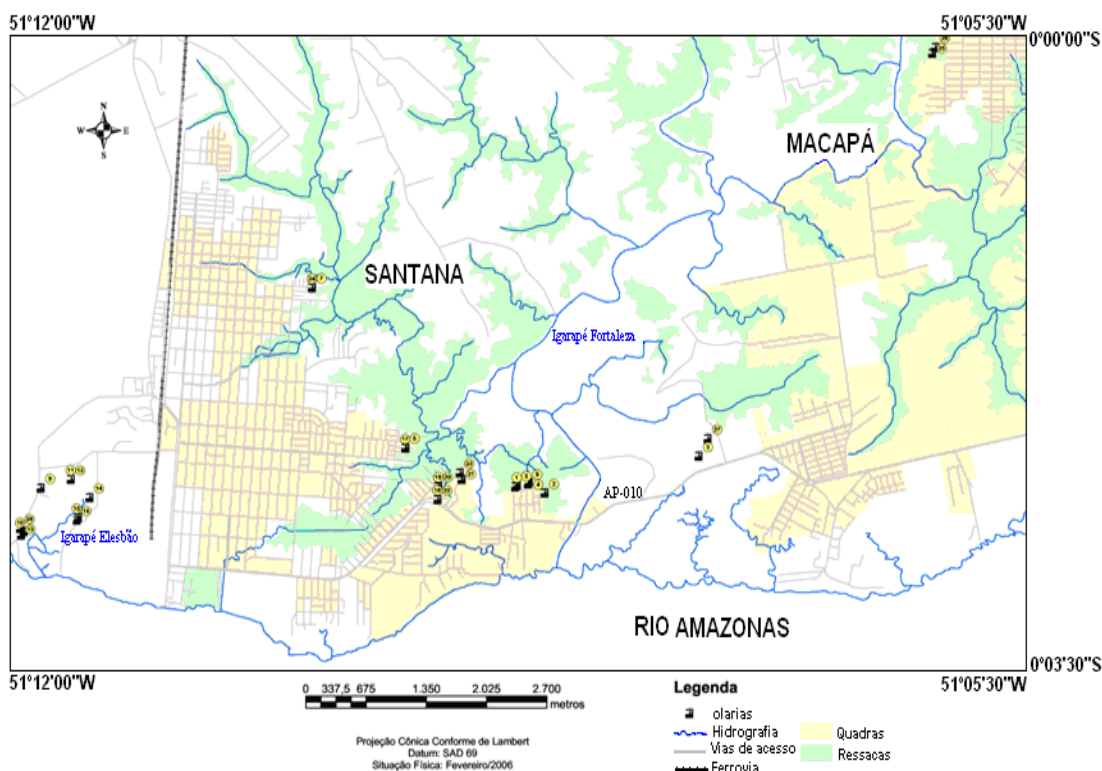 51°12'00"W
51°05'30"W
0°00'00"S
N
W E
S
MACAPÁ
SANTANA
Igarapé Fortaleza
AP-010
Igarapé Elesbão
RIO AMAZONAS
0°03'30"S
51°12'00"W
51°05'30"W
0 337,5 675 1.350 2.025 2.700
metros
Projeção Cônica Conforme de Lambert
Datum: SAD 69
Situação Física: Fevereiro/2006
Legenda
olarias
Hidrografia
Vias de acesso
Ferrovia
Quadras
Ressacas